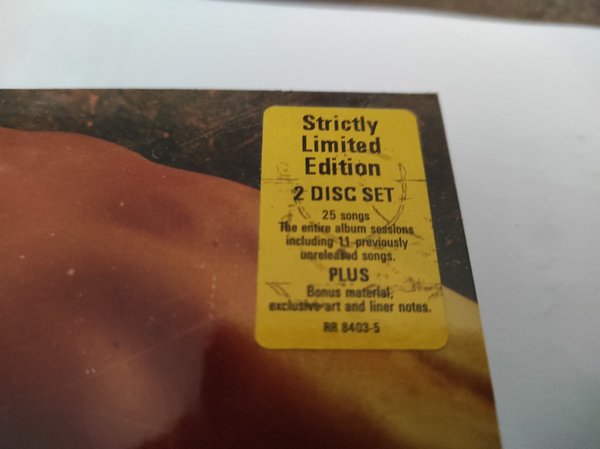 Strictly
Limited
Edition
2 DISC SET
25 songs
The entire album sessions
including 11 previously
unreleased songs.
PLUS
Bonus material,
exclusive art and liner notes.
RR 8403-5